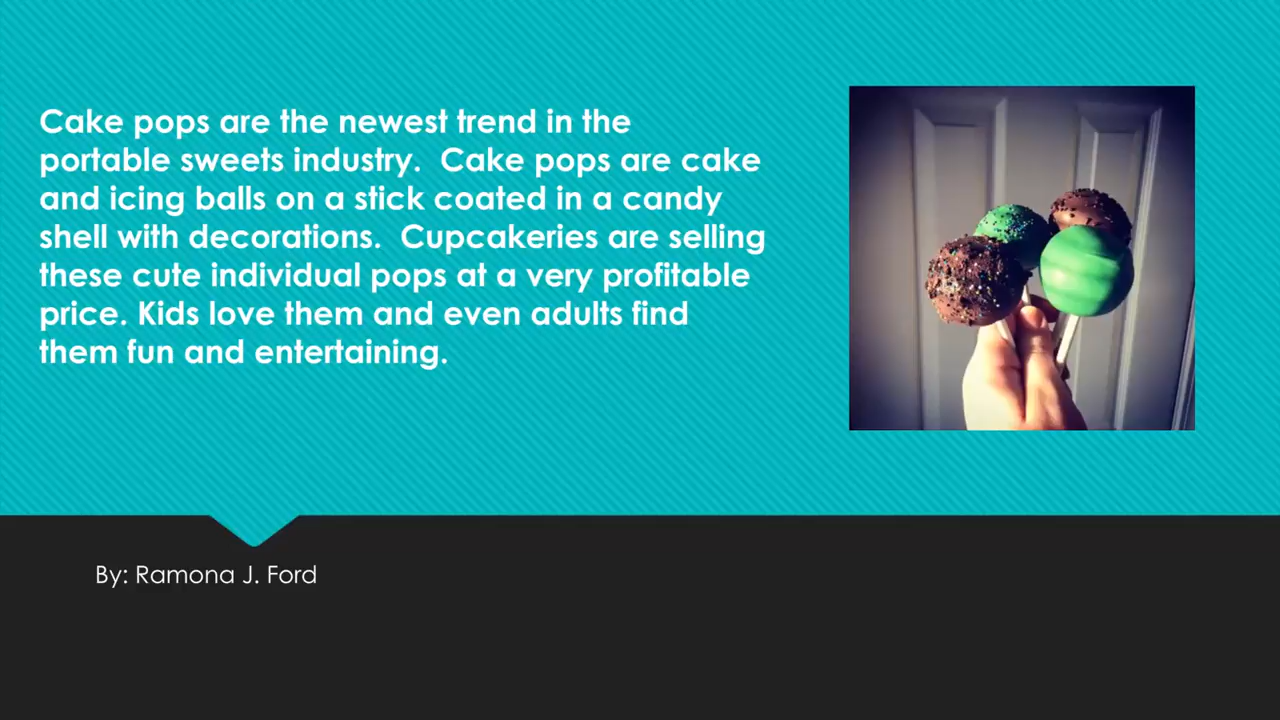 Cake pops are the newest trend in the
portable sweets industry.  Cake pops are cake
and icing balls on a stick coated in a candy
shell with decorations.  Cupcakeries are selling
these cute individual pops at a very profitable
price. Kids love them and even adults find
them fun and entertaining.
By: Ramona J. Ford